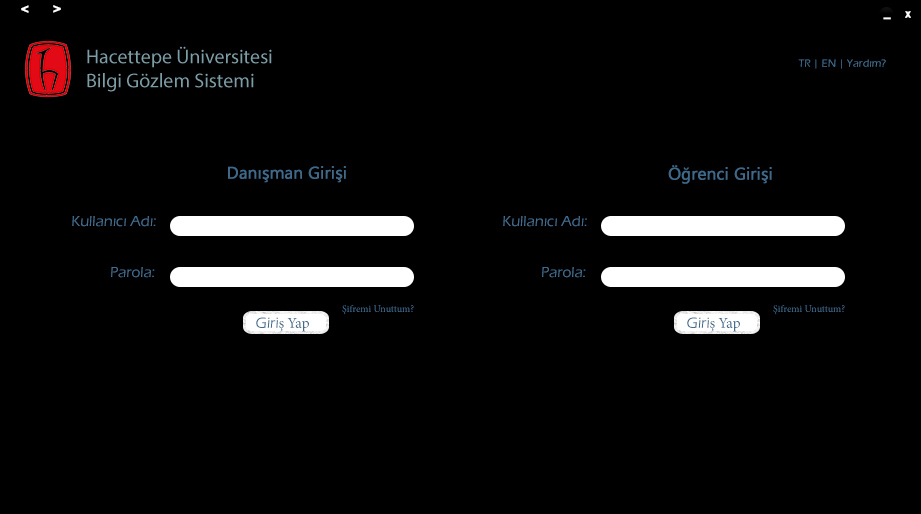 < >
_ x
Hacettepe Üniversitesi
Bilgi Gözlem Sistemi
TR | EN | Yardım?
Danışman Girişi
Kullanıcı Adı:
Parola:
Şifremi Unuttum?
Giriş Yap
Öğrenci Girişi
Kullanıcı Adı:
Parola:
Şifremi Unuttum?
Giriş Yap